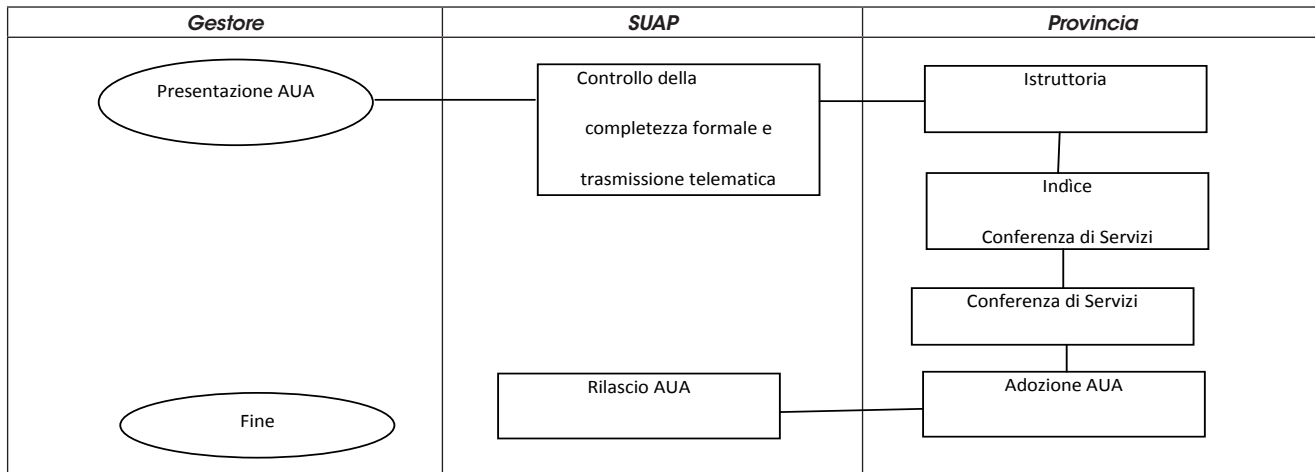 Gestore
SUAP
Provincia
Presentazione AUA
Controllo della
completezza formale e
trasmissione telematica
Istruttoria
Indìce
Conferenza di Servizi
Conferenza di Servizi
Adozione AUA
Rilascio AUA
Fine